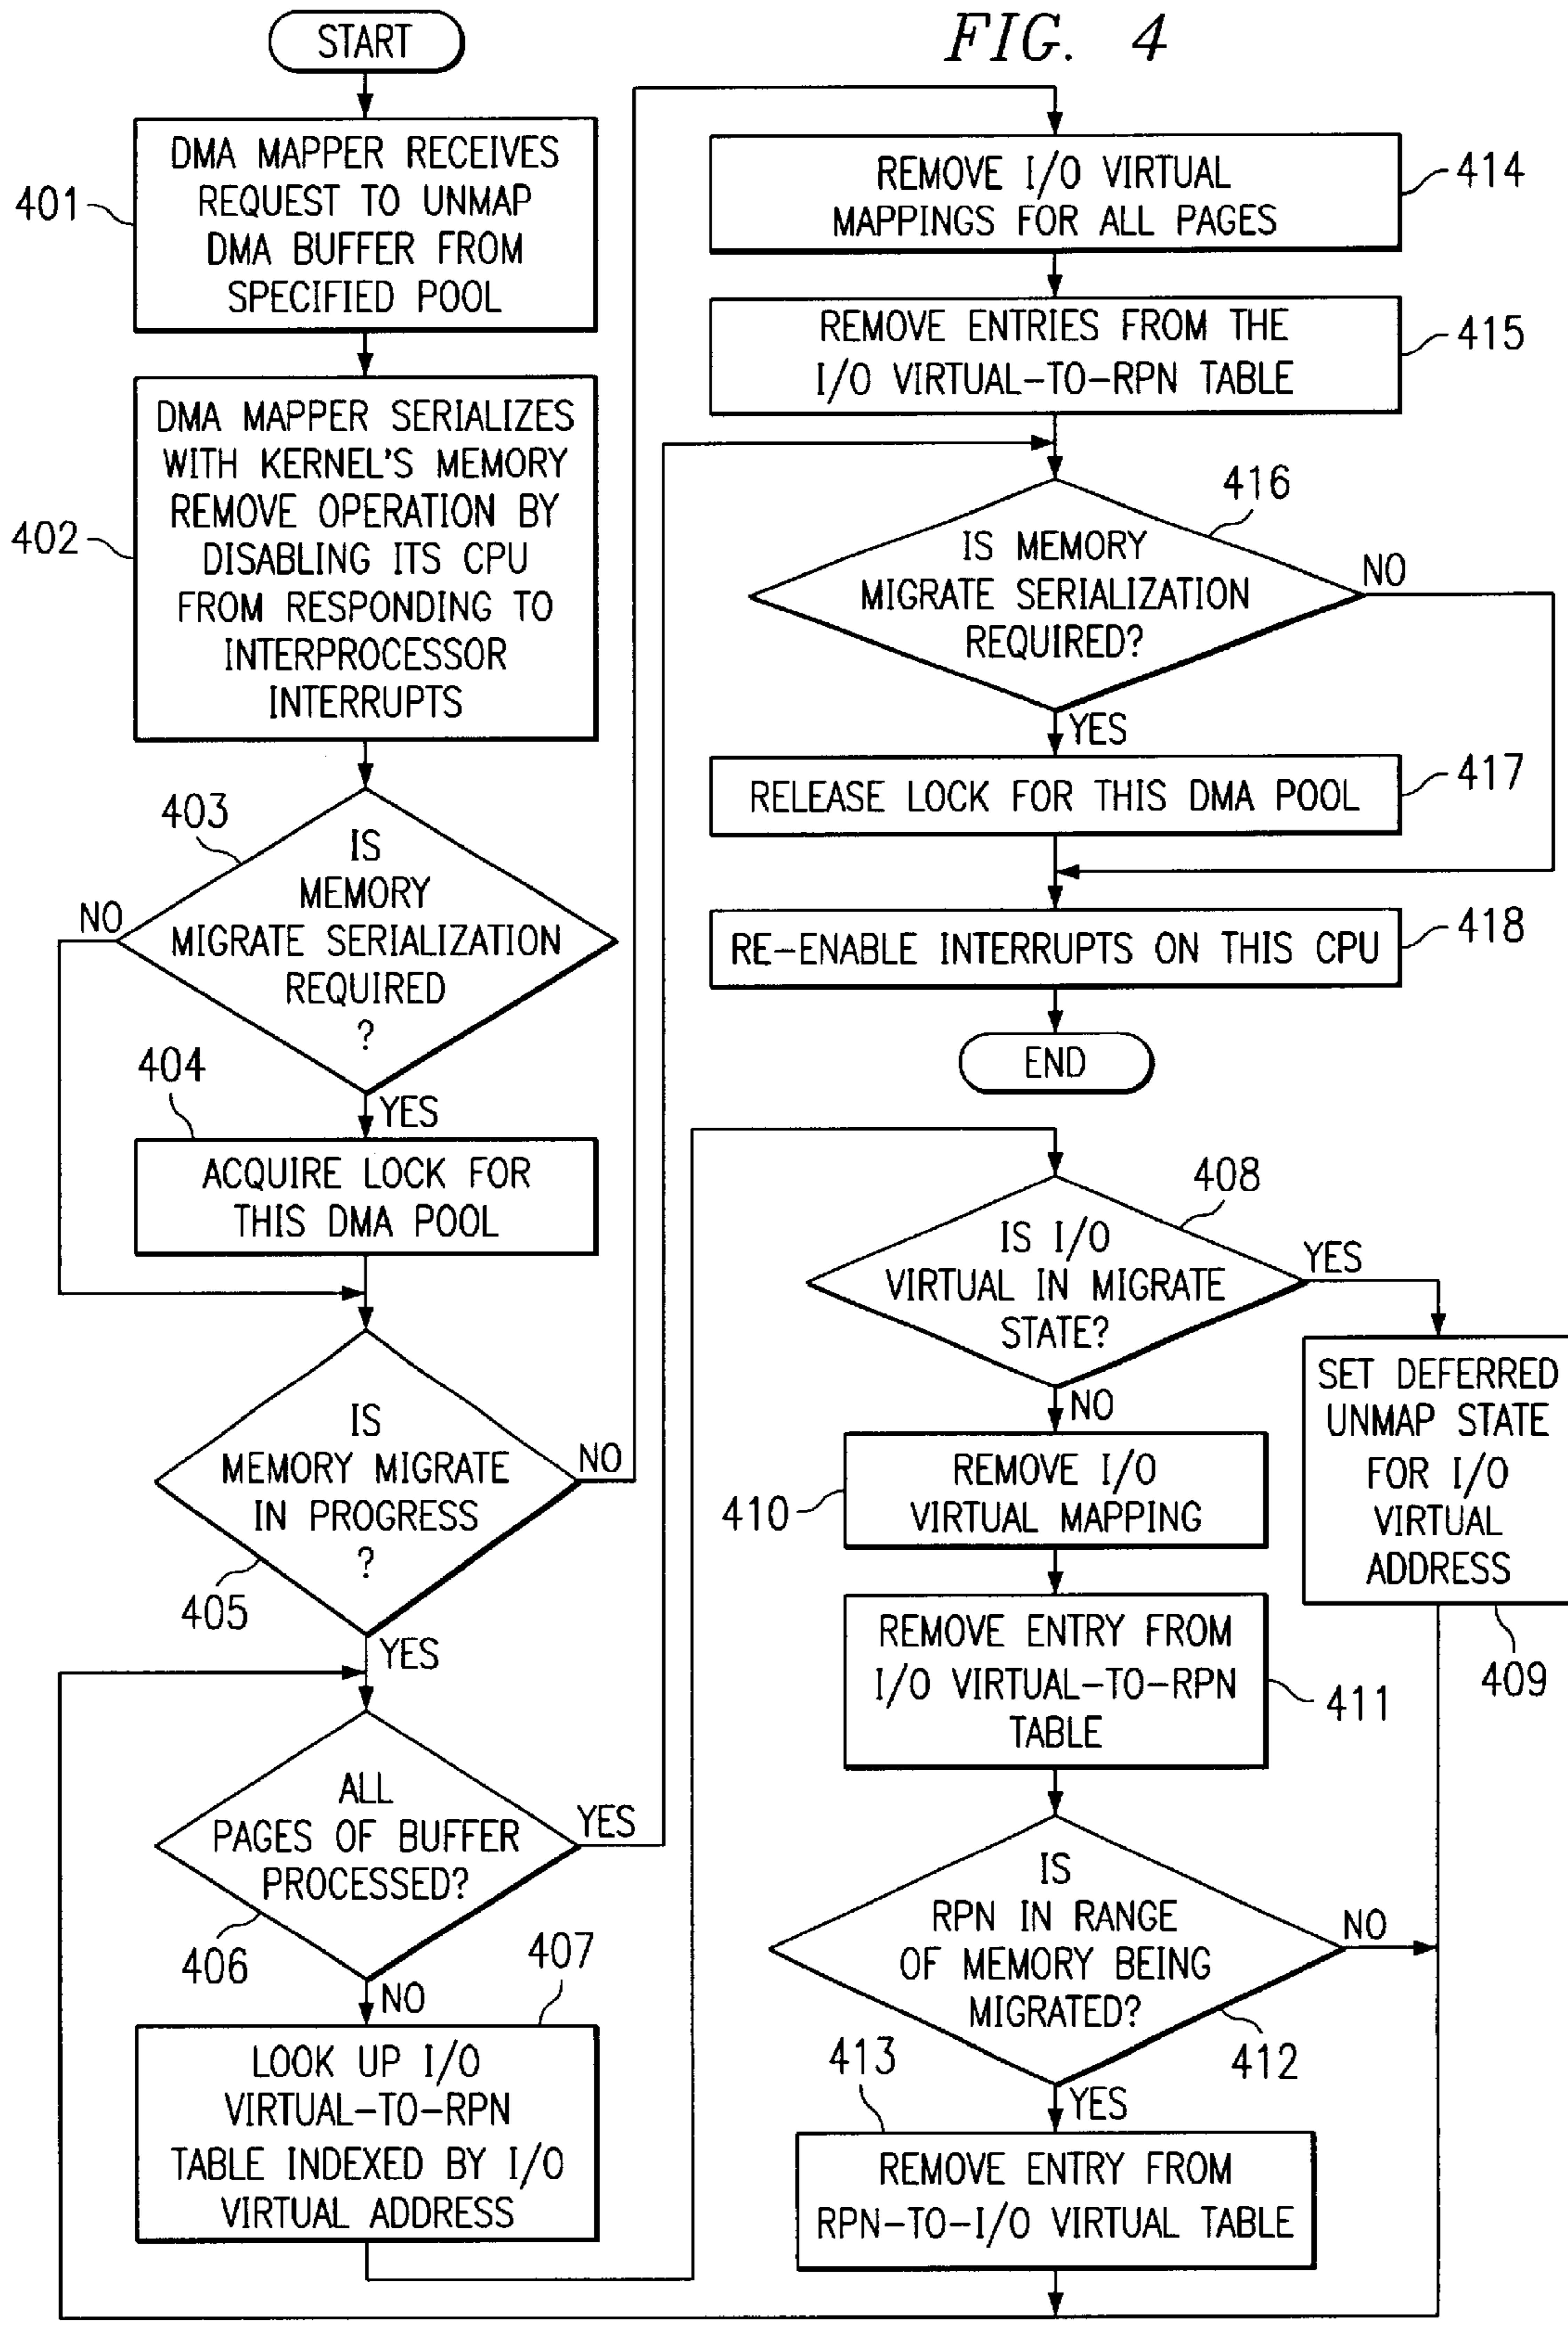 FIG. 4
START
401
DMA MAPPER RECEIVES
REQUEST TO UNMAP
DMA BUFFER FROM
SPECIFIED POOL
402
DMA MAPPER SERIALIZES
WITH KERNEL'S MEMORY
REMOVE OPERATION BY
DISABLING ITS CPU
FROM RESPONDING TO
INTERPROCESSOR
INTERRUPTS
403
IS
MEMORY
MIGRATE SERIALIZATION
REQUIRED
?
NO
YES
404
ACQUIRE LOCK FOR
THIS DMA POOL
IS
MEMORY MIGRATE
IN PROGRESS
?
NO
405
YES
ALL
PAGES OF BUFFER
PROCESSED?
YES
406
NO
407
LOOK UP I/O
VIRTUAL-TO-RPN
TABLE INDEXED BY I/O
VIRTUAL ADDRESS
REMOVE I/O VIRTUAL
MAPPINGS FOR ALL PAGES
414
REMOVE ENTRIES FROM THE
I/O VIRTUAL-TO-RPN TABLE
415
416
IS MEMORY
MIGRATE SERIALIZATION
REQUIRED?
NO
YES
RELEASE LOCK FOR THIS DMA POOL
417
RE-ENABLE INTERRUPTS ON THIS CPU
418
END
408
IS I/O
VIRTUAL IN MIGRATE
STATE?
YES
NO
SET DEFERRED
UNMAP STATE
FOR I/O
VIRTUAL
ADDRESS
409
REMOVE I/O
VIRTUAL MAPPING
410
REMOVE ENTRY FROM
I/O VIRTUAL-TO-RPN
TABLE
411
IS
RPN IN RANGE
OF MEMORY BEING
MIGRATED?
NO
412
YES
413
REMOVE ENTRY FROM
RPN-TO-I/O VIRTUAL TABLE